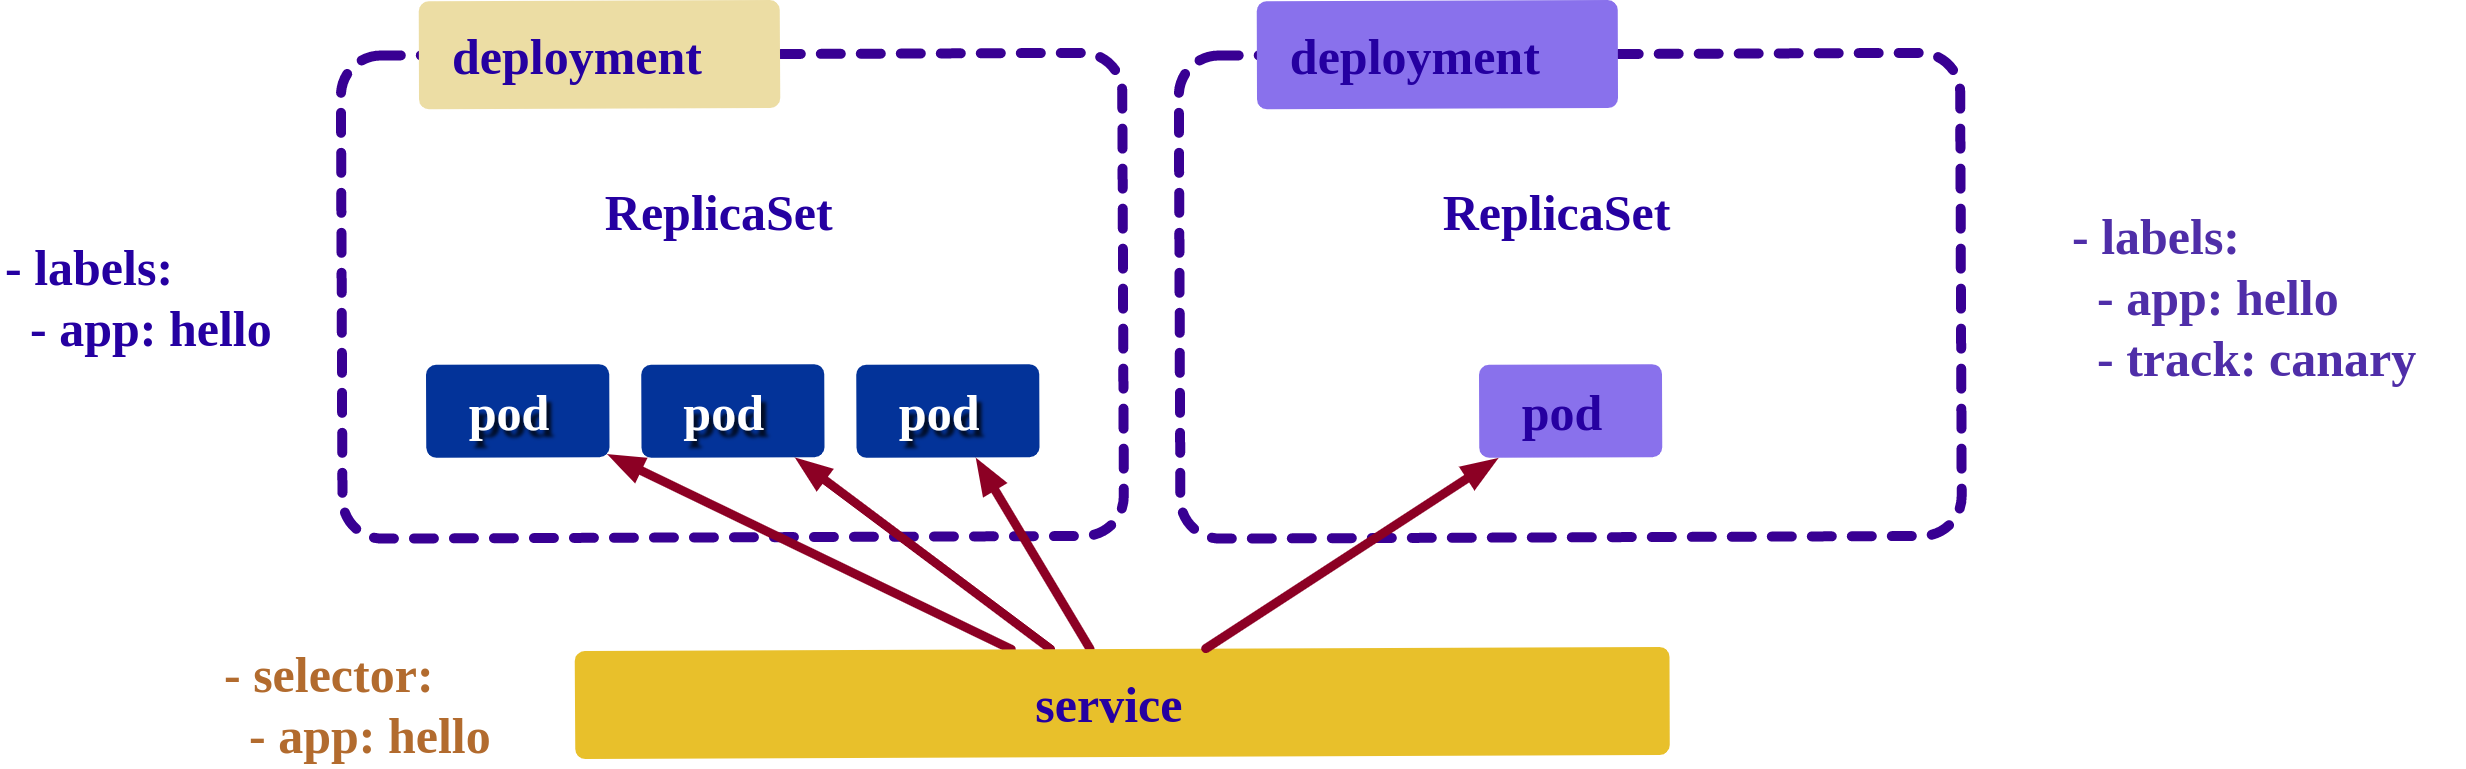 deployment
deployment
ReplicaSet
ReplicaSet
- labels:
- app: hello
- labels:
- app: hello
- track: canary
pod
pod
pod
pod
- selector:
- app: hello
service